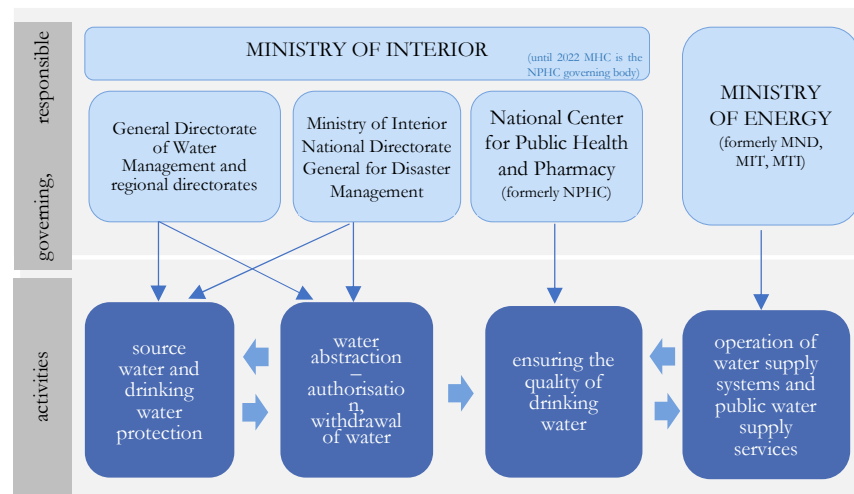 governing, responsible
MINISTRY OF INTERIOR
(until 2022 MHC is the
NPHC governing body)
General Directorate
of Water
Management and
regional directorates
Ministry of Interior
National Directorate
General for Disaster
Management
National Center
for Public Health
and Pharmacy
(formerly NPHC)
MINISTRY
OF ENERGY
(formerly MND,
MIT, MTI)
activities
source
water and
drinking
water
protection
water
abstraction
–
authorisatio
n,
withdrawal
of water
ensuring the
quality of
drinking
water
operation of
water supply
systems and
public water
supply
services